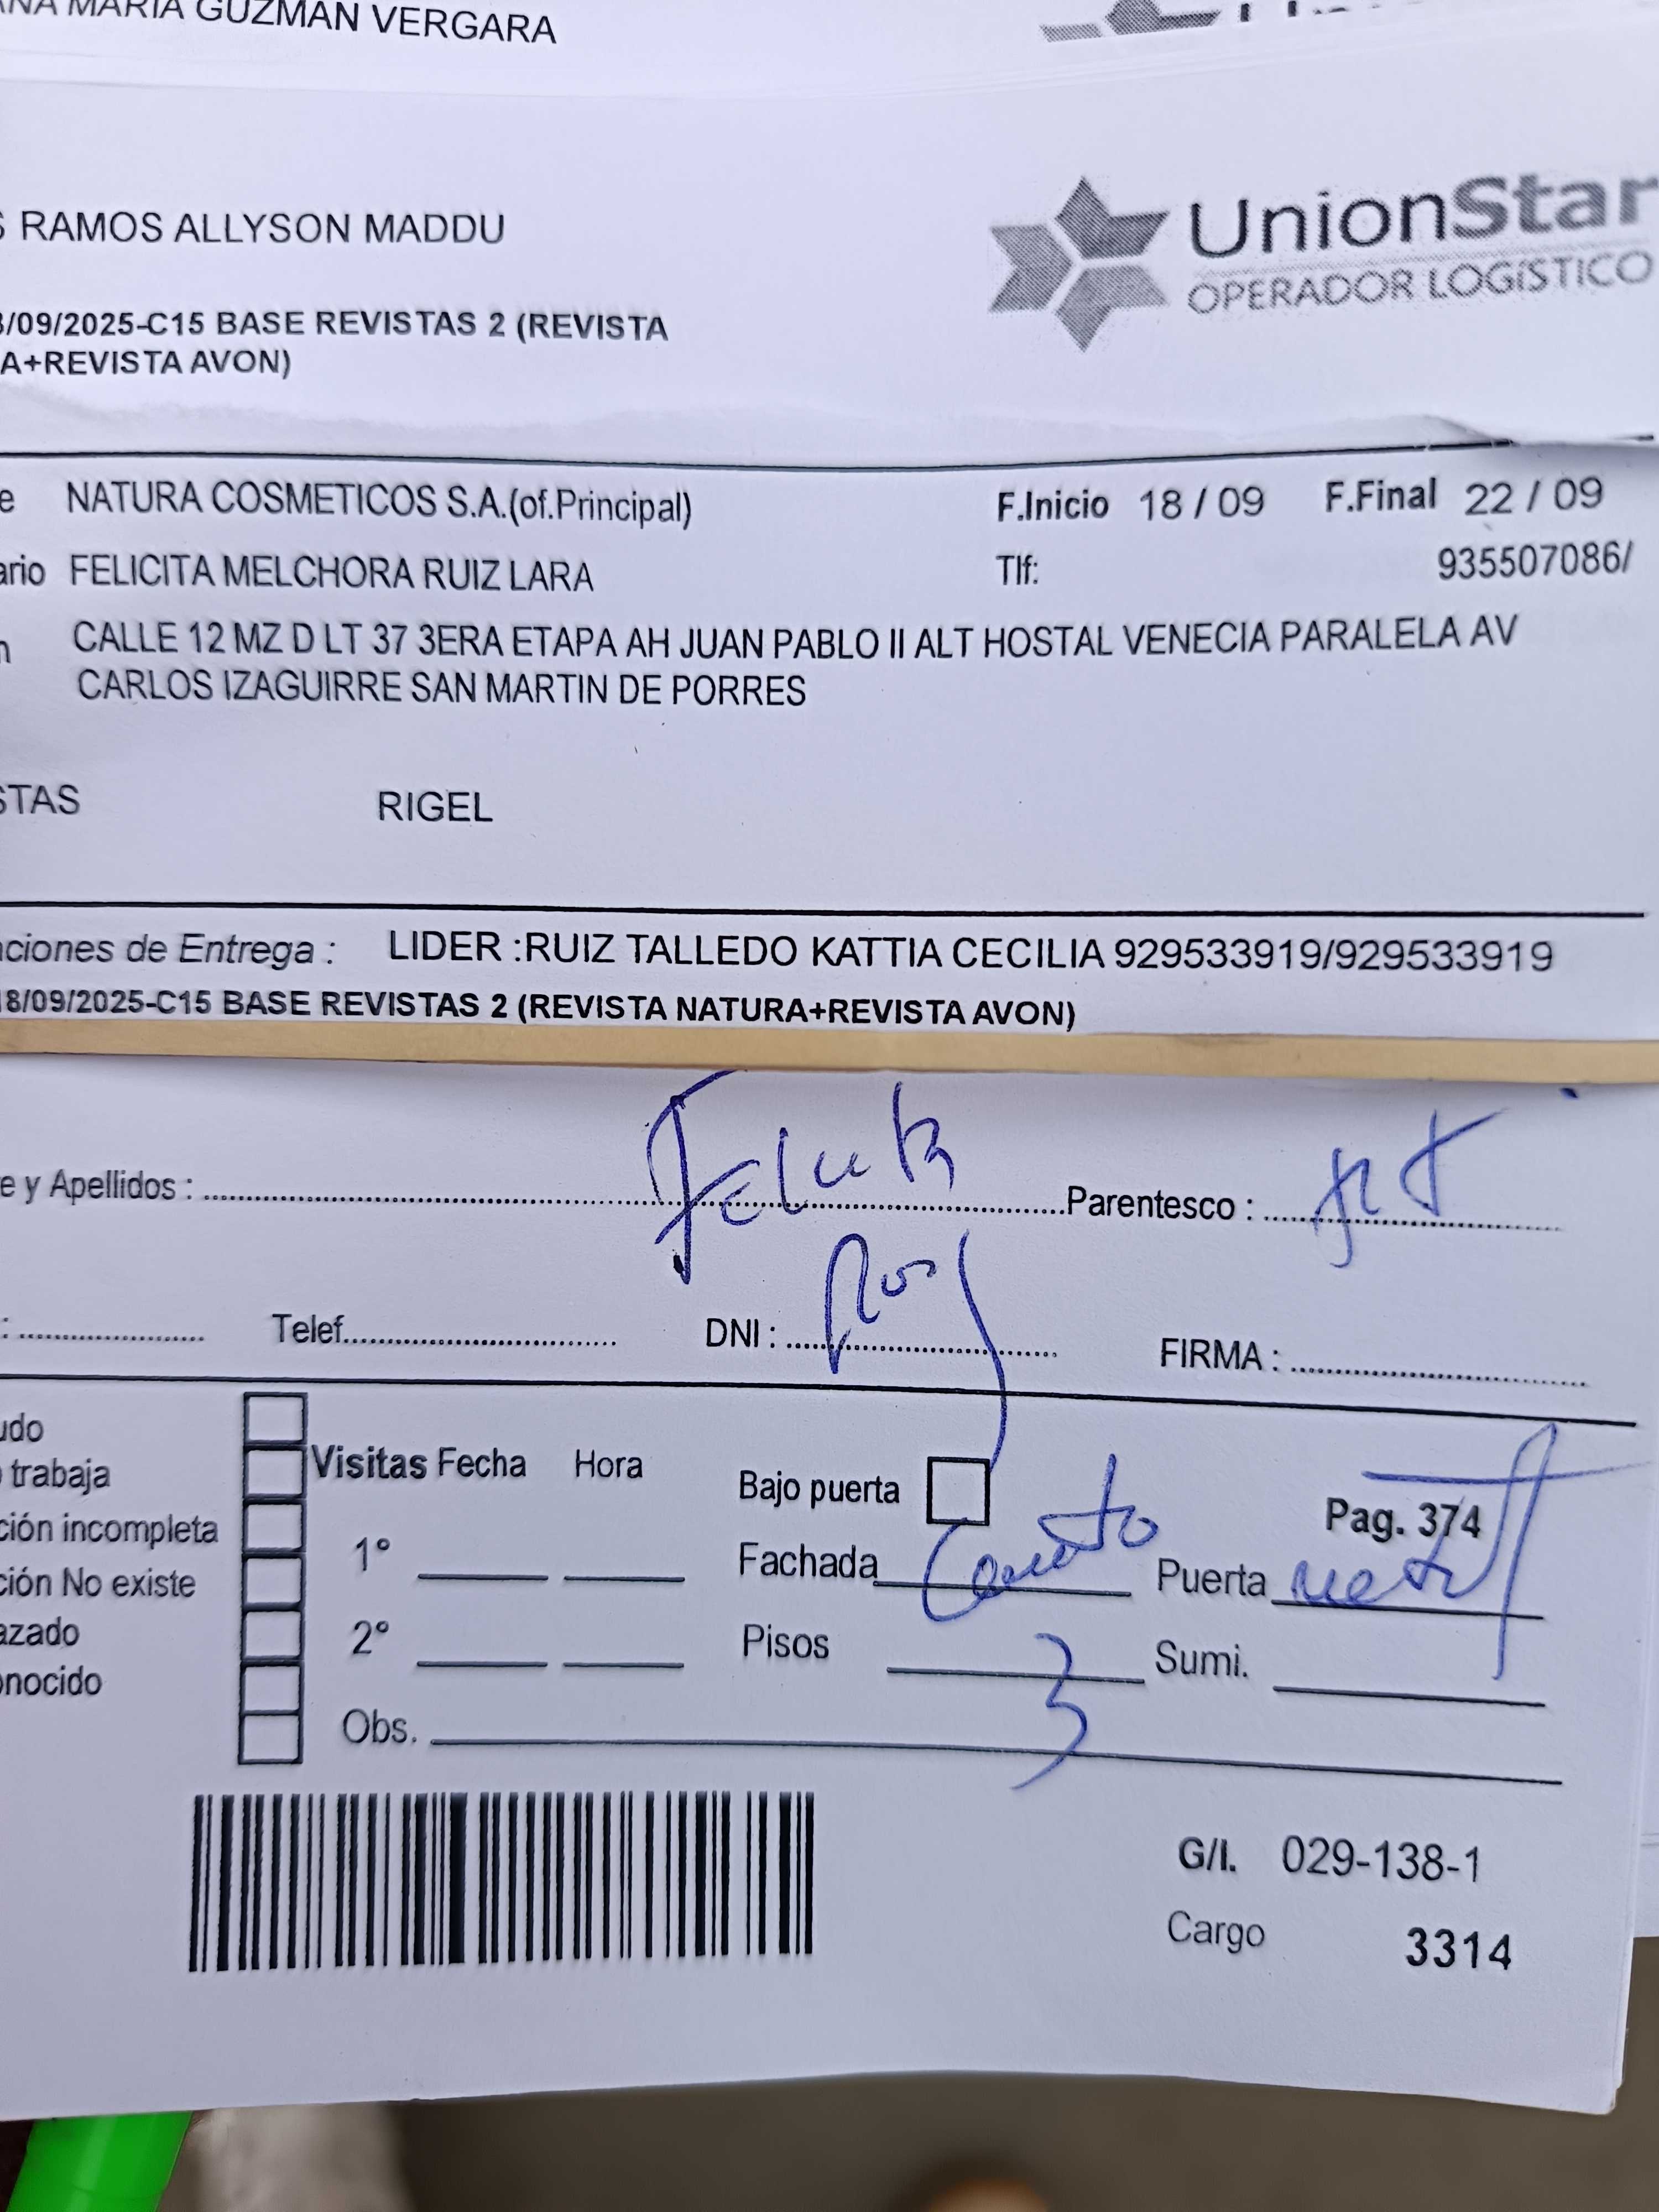 MARIA GUZMAN VERGARA
RAMOS ALLYSON MADDU
UnionStar
OPERADOR LOGÍSTICO
/09/2025-C15 BASE REVISTAS 2 (REVISTA
A+REVISTA AVON)
e NATURA COSMETICOS S.A.(of.Principal) F.Inicio 18 / 09 F.Final 22 / 09
ario FELICITA MELCHORA RUIZ LARA Tlf: 935507086/
n CALLE 12 MZ D LT 37 3ERA ETAPA AH JUAN PABLO II ALT HOSTAL VENECIA PARALELA AV
CARLOS IZAGUIRRE SAN MARTIN DE PORRES
STAS RIGEL
ciones de Entrega : LIDER :RUIZ TALLEDO KATTIA CECILIA 929533919/929533919
8/09/2025-C15 BASE REVISTAS 2 (REVISTA NATURA+REVISTA AVON)
e y Apellidos : Parentesco :
: Telef. DNI : FIRMA :
udo
trabaja Visitas Fecha Hora Bajo puerta Pag. 374
ción incompleta 1° Fachada Puerta
ción No existe
azado 2° Pisos 3 Sumi.
onocido
Obs.
G/I. 029-138-1
Cargo 3314